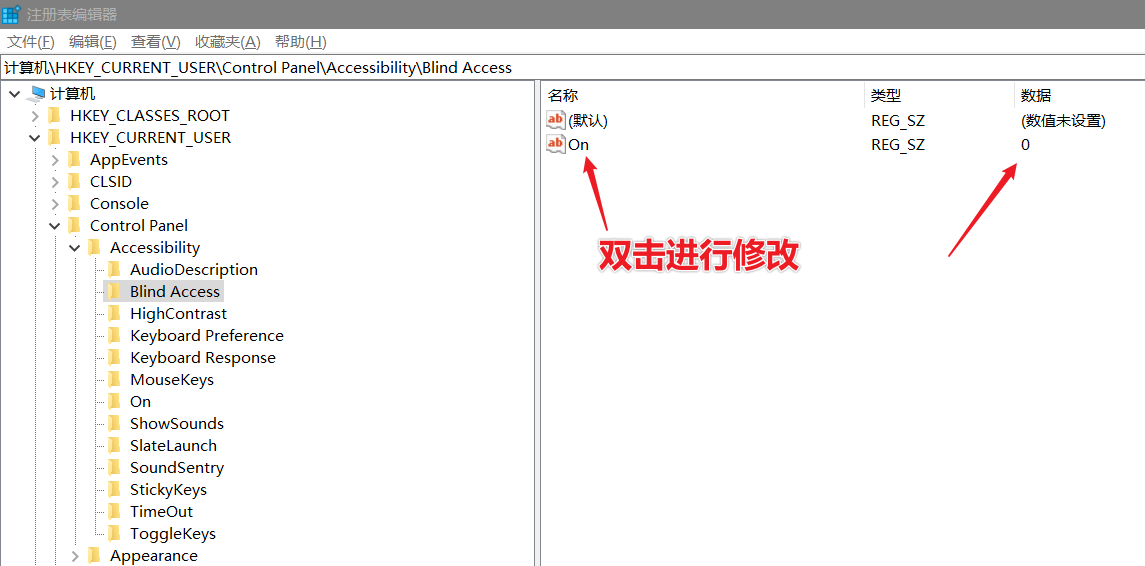 注册表编辑器
文件(F) 编辑(E) 查看(V) 收藏夹(A) 帮助(H)
计算机\HKEY_CURRENT_USER\Control Panel\Accessibility\Blind Access
计算机
HKEY_CLASSES_ROOT
HKEY_CURRENT_USER
AppEvents
CLSID
Console
Control Panel
Accessibility
AudioDescription
Blind Access
HighContrast
Keyboard Preference
Keyboard Response
MouseKeys
On
ShowSounds
SlateLaunch
SoundSentry
StickyKeys
TimeOut
ToggleKeys
Appearance
名称 类型 数据
ab (默认) REG_SZ (数值未设置)
ab On REG_SZ 0
双击进行修改